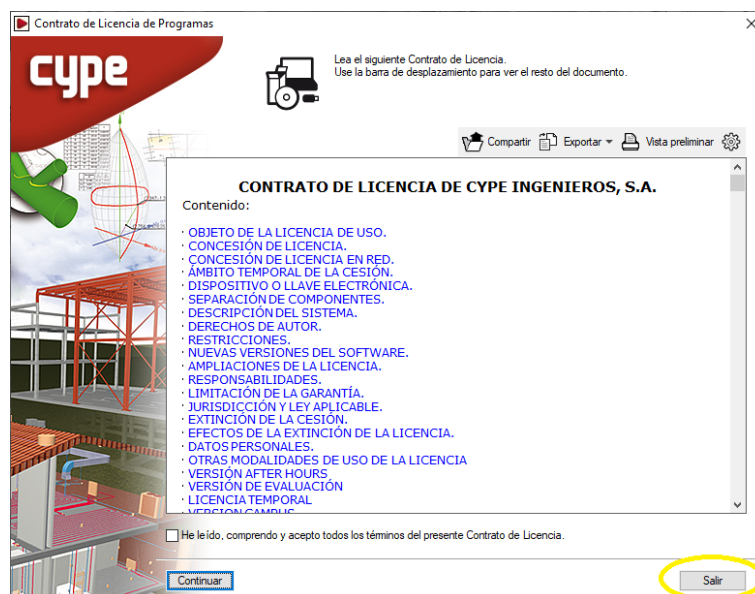 Contrato de Licencia de Programas
cype
Lea el siguiente Contrato de Licencia.
Use la barra de desplazamiento para ver el resto del documento.
Compartir Exportar Vista preliminar
CONTRATO DE LICENCIA DE CYPE INGENIEROS, S.A.
Contenido:
· OBJETO DE LA LICENCIA DE USO.
· CONCESIÓN DE LICENCIA.
· CONCESIÓN DE LICENCIA EN RED.
· ÁMBITO TEMPORAL DE LA CESIÓN.
· DISPOSITIVO O LLAVE ELECTRÓNICA.
· SEPARACIÓN DE COMPONENTES.
· DESCRIPCIÓN DEL SISTEMA.
· DERECHOS DE AUTOR.
· RESTRICCIONES.
· NUEVAS VERSIONES DEL SOFTWARE.
· AMPLIACIONES DE LA LICENCIA.
· RESPONSABILIDADES.
· LIMITACIÓN DE LA GARANTÍA.
· JURISDICCIÓN Y LEY APLICABLE.
· EXTINCIÓN DE LA CESIÓN.
· EFECTOS DE LA EXTINCIÓN DE LA LICENCIA.
· DATOS PERSONALES.
· OTRAS MODALIDADES DE USO DE LA LICENCIA
· VERSIÓN AFTER HOURS
· VERSIÓN DE EVALUACIÓN
· LICENCIA TEMPORAL
· VERSION CAMPUS
He leído, comprendo y acepto todos los términos del presente Contrato de Licencia.
Continuar
Salir